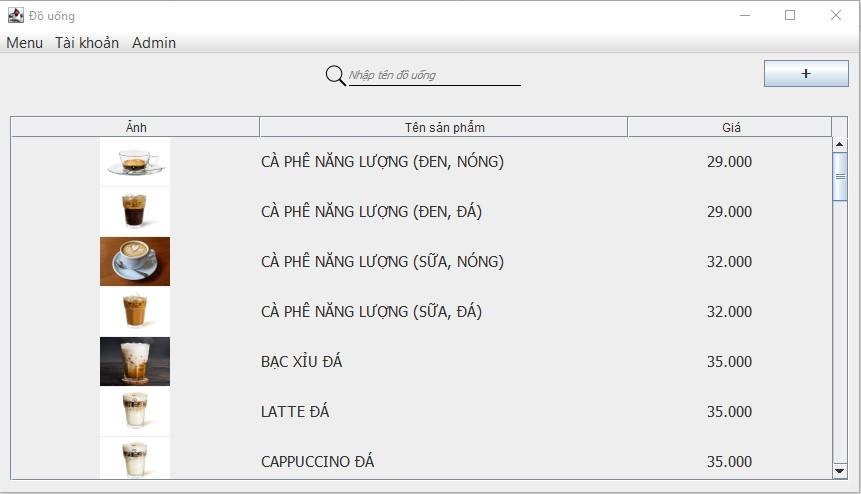 Đồ uống
Menu Tài khoản Admin
Nhập tên đồ uống
+
Ảnh Tên sản phẩm Giá
CÀ PHÊ NĂNG LƯỢNG (ĐEN, NÓNG) 29.000
CÀ PHÊ NĂNG LƯỢNG (ĐEN, ĐÁ) 29.000
CÀ PHÊ NĂNG LƯỢNG (SỮA, NÓNG) 32.000
CÀ PHÊ NĂNG LƯỢNG (SỮA, ĐÁ) 32.000
BẠC XỈU ĐÁ 35.000
LATTE ĐÁ 35.000
CAPPUCCINO ĐÁ 35.000